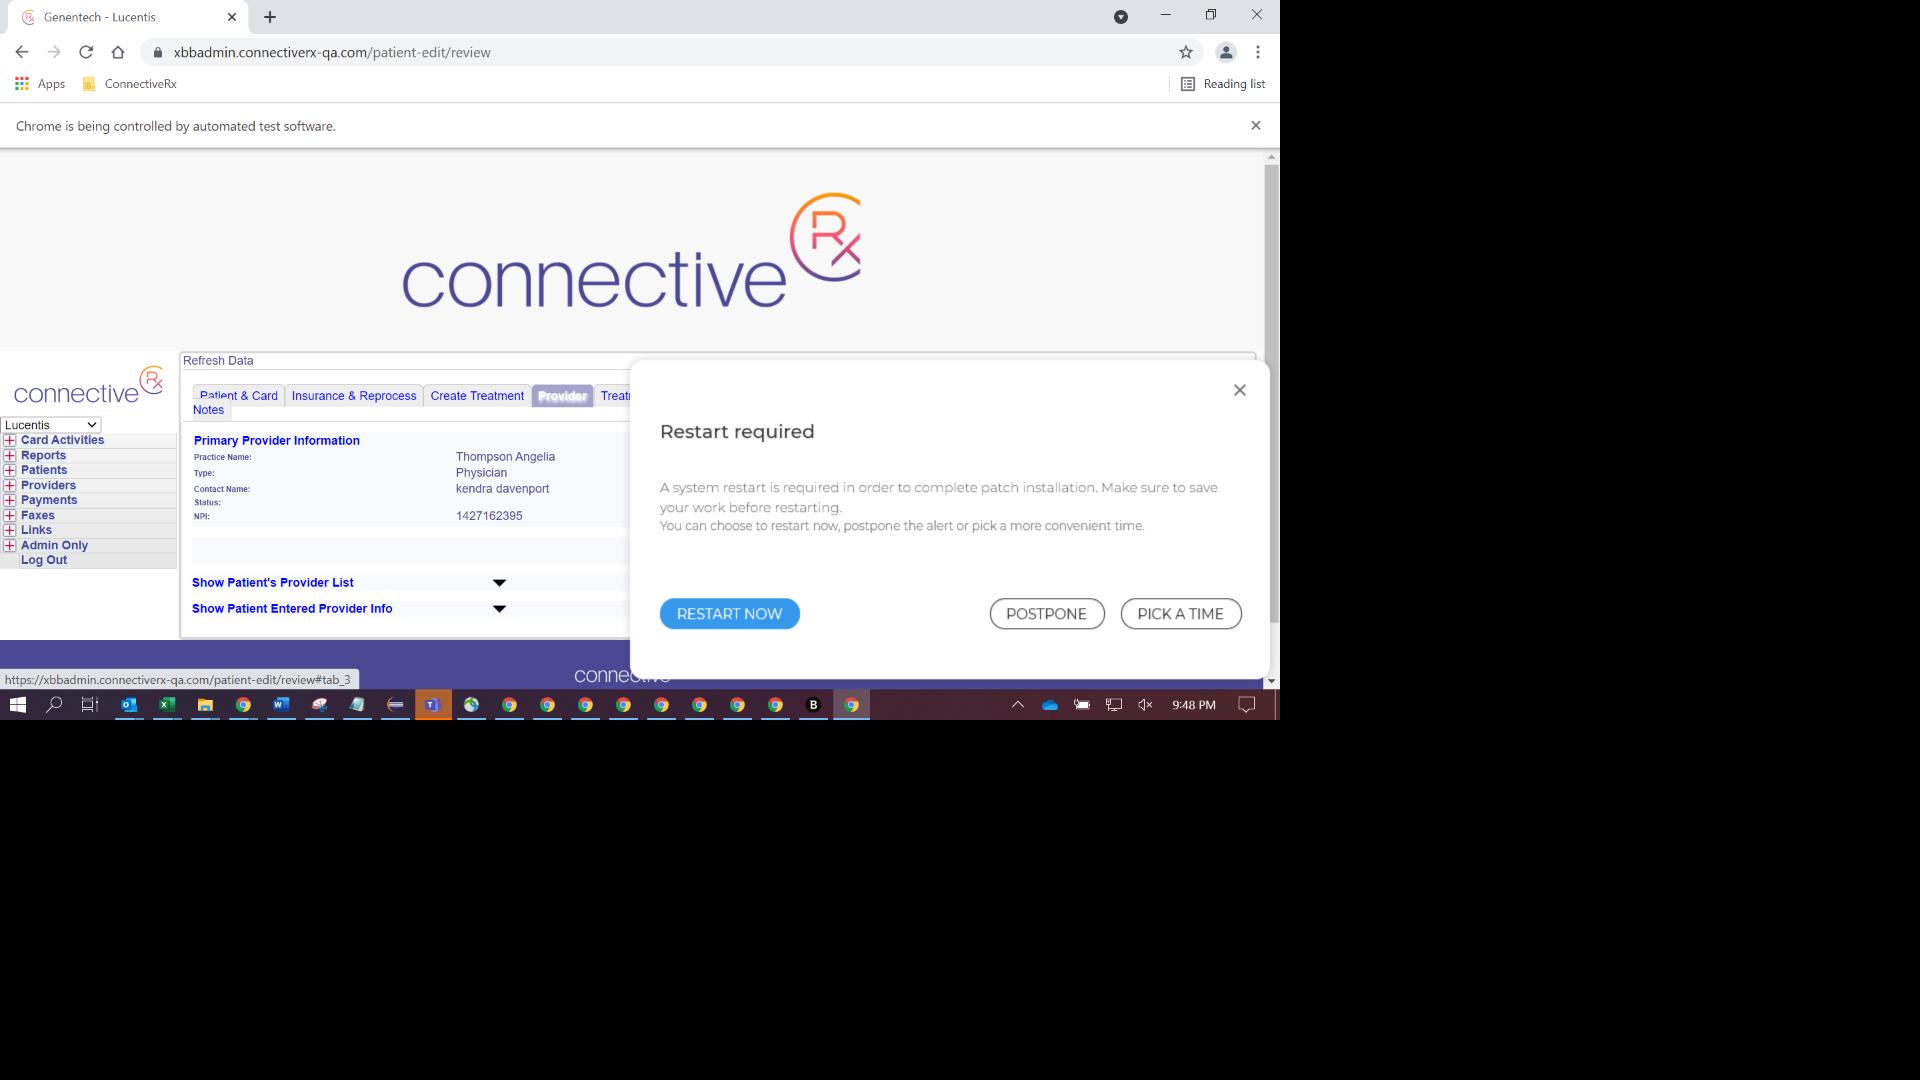 Genentech - Lucentis
xbbadmin.connectiverx-qa.com/patient-edit/review
Apps ConnectiveRx Reading list
Chrome is being controlled by automated test software.
connective Rx
connective Rx
Lucentis
Card Activities
Reports
Patients
Providers
Payments
Faxes
Links
Admin Only
Log Out
Refresh Data
Patient & Card Insurance & Reprocess Create Treatment Provider Treat
Notes
Primary Provider Information
Practice Name: Thompson Angelia
Type: Physician
Contact Name: kendra davenport
Status:
NPI: 1427162395
Show Patient's Provider List
Show Patient Entered Provider Info
Restart required
A system restart is required in order to complete patch installation. Make sure to save
your work before restarting.
You can choose to restart now, postpone the alert or pick a more convenient time.
RESTART NOW POSTPONE PICK A TIME
https://xbbadmin.connectiverx-qa.com/patient-edit/review#tab_3
9:48 PM